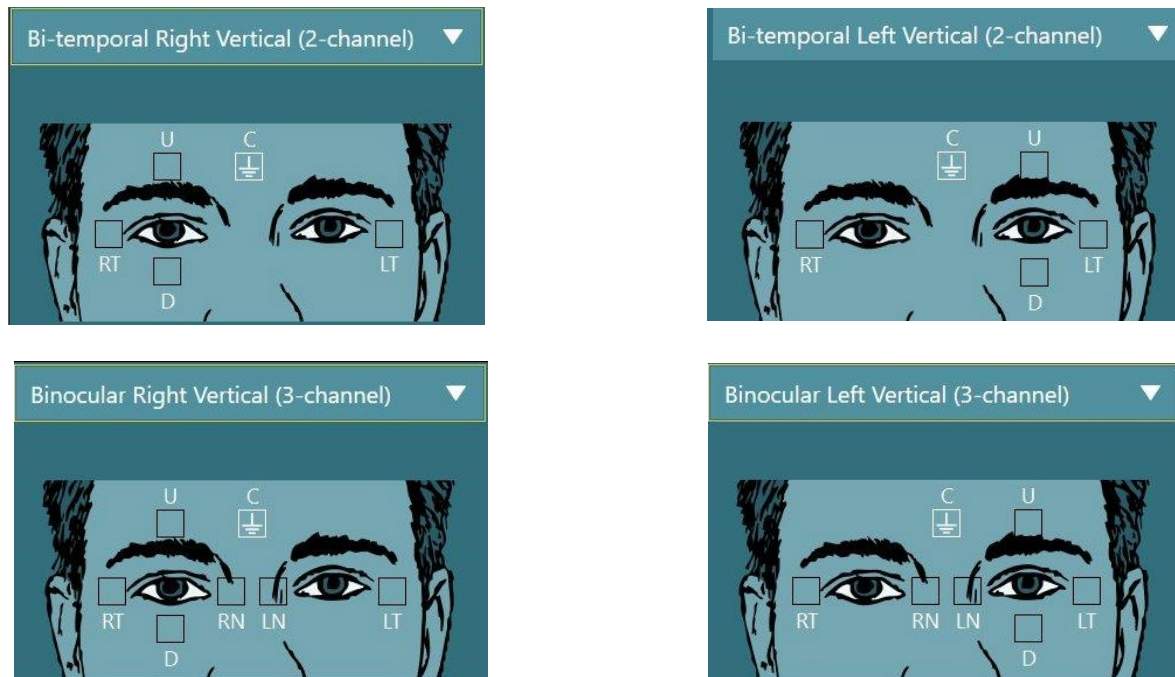 Bi-temporal Right Vertical (2-channel)
U C
RT LT
D
Bi-temporal Left Vertical (2-channel)
C U
RT LT
D
Binocular Right Vertical (3-channel)
U C
RT RN LN LT
D
Binocular Left Vertical (3-channel)
C U
RT RN LN LT
D